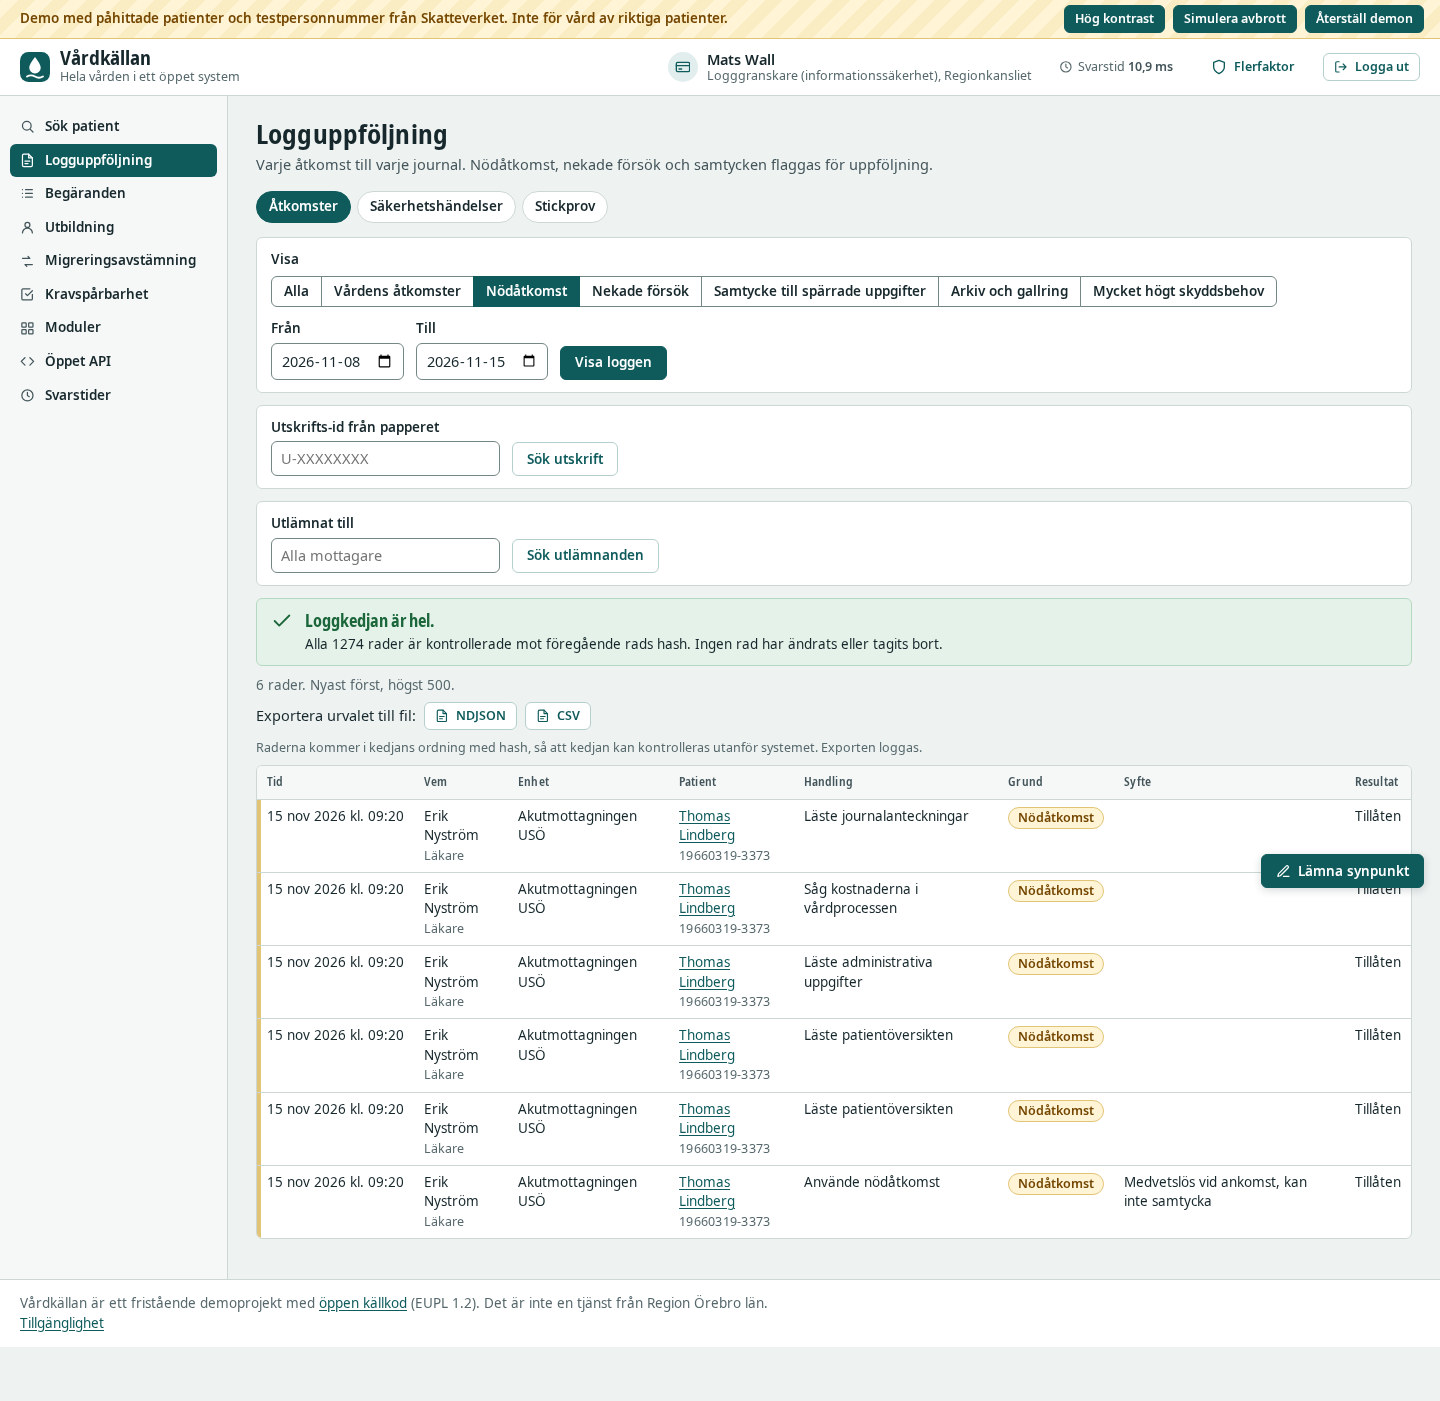 Demo med påhittade patienter och testpersonnummer från Skatteverket. Inte för vård av riktiga patienter.
Hög kontrast
Simulera avbrott
Återställ demon
Vårdkällan
Hela vården i ett öppet system
Mats Wall
Logggranskare (informationssäkerhet), Regionkansliet
Svarstid 10,9 ms
Flerfaktor
Logga ut
Sök patient
Logguppföljning
Begäranden
Utbildning
Migreringsavstämning
Kravspårbarhet
Moduler
Öppet API
Svarstider
Logguppföljning
Varje åtkomst till varje journal. Nödåtkomst, nekade försök och samtycken flaggas för uppföljning.
Åtkomster
Säkerhetshändelser
Stickprov
Visa
Alla
Vårdens åtkomster
Nödåtkomst
Nekade försök
Samtycke till spärrade uppgifter
Arkiv och gallring
Mycket högt skyddsbehov
Från
Till
2026-11-08
2026-11-15
Visa loggen
Utskrifts-id från papperet
U-XXXXXXXX
Sök utskrift
Utlämnat till
Alla mottagare
Sök utlämnanden
Loggkedjan är hel.
Alla 1274 rader är kontrollerade mot föregående rads hash. Ingen rad har ändrats eller tagits bort.
6 rader. Nyast först, högst 500.
Exportera urvalet till fil:
NDJSON
CSV
Raderna kommer i kedjans ordning med hash, så att kedjan kan kontrolleras utanför systemet. Exporten loggas.
Tid
Vem
Enhet
Patient
Handling
Grund
Syfte
Resultat
15 nov 2026 kl. 09:20
Erik
Nyström
Läkare
Akutmottagningen
USÖ
Thomas
Lindberg
19660319-3373
Läste journalanteckningar
Nödåtkomst
Tillåten
Lämna synpunkt
15 nov 2026 kl. 09:20
Erik
Nyström
Läkare
Akutmottagningen
USÖ
Thomas
Lindberg
19660319-3373
Såg kostnaderna i
vårdprocessen
Nödåtkomst
Tillåten
15 nov 2026 kl. 09:20
Erik
Nyström
Läkare
Akutmottagningen
USÖ
Thomas
Lindberg
19660319-3373
Läste administrativa
uppgifter
Nödåtkomst
Tillåten
15 nov 2026 kl. 09:20
Erik
Nyström
Läkare
Akutmottagningen
USÖ
Thomas
Lindberg
19660319-3373
Läste patientöversikten
Nödåtkomst
Tillåten
15 nov 2026 kl. 09:20
Erik
Nyström
Läkare
Akutmottagningen
USÖ
Thomas
Lindberg
19660319-3373
Läste patientöversikten
Nödåtkomst
Tillåten
15 nov 2026 kl. 09:20
Erik
Nyström
Läkare
Akutmottagningen
USÖ
Thomas
Lindberg
19660319-3373
Använde nödåtkomst
Nödåtkomst
Medvetslös vid ankomst, kan
inte samtycka
Tillåten
Vårdkällan är ett fristående demoprojekt med öppen källkod (EUPL 1.2). Det är inte en tjänst från Region Örebro län.
Tillgänglighet